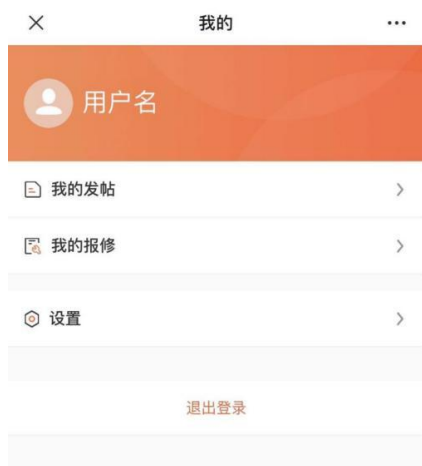 我的
用户名
我的发帖
我的报修
设置
退出登录